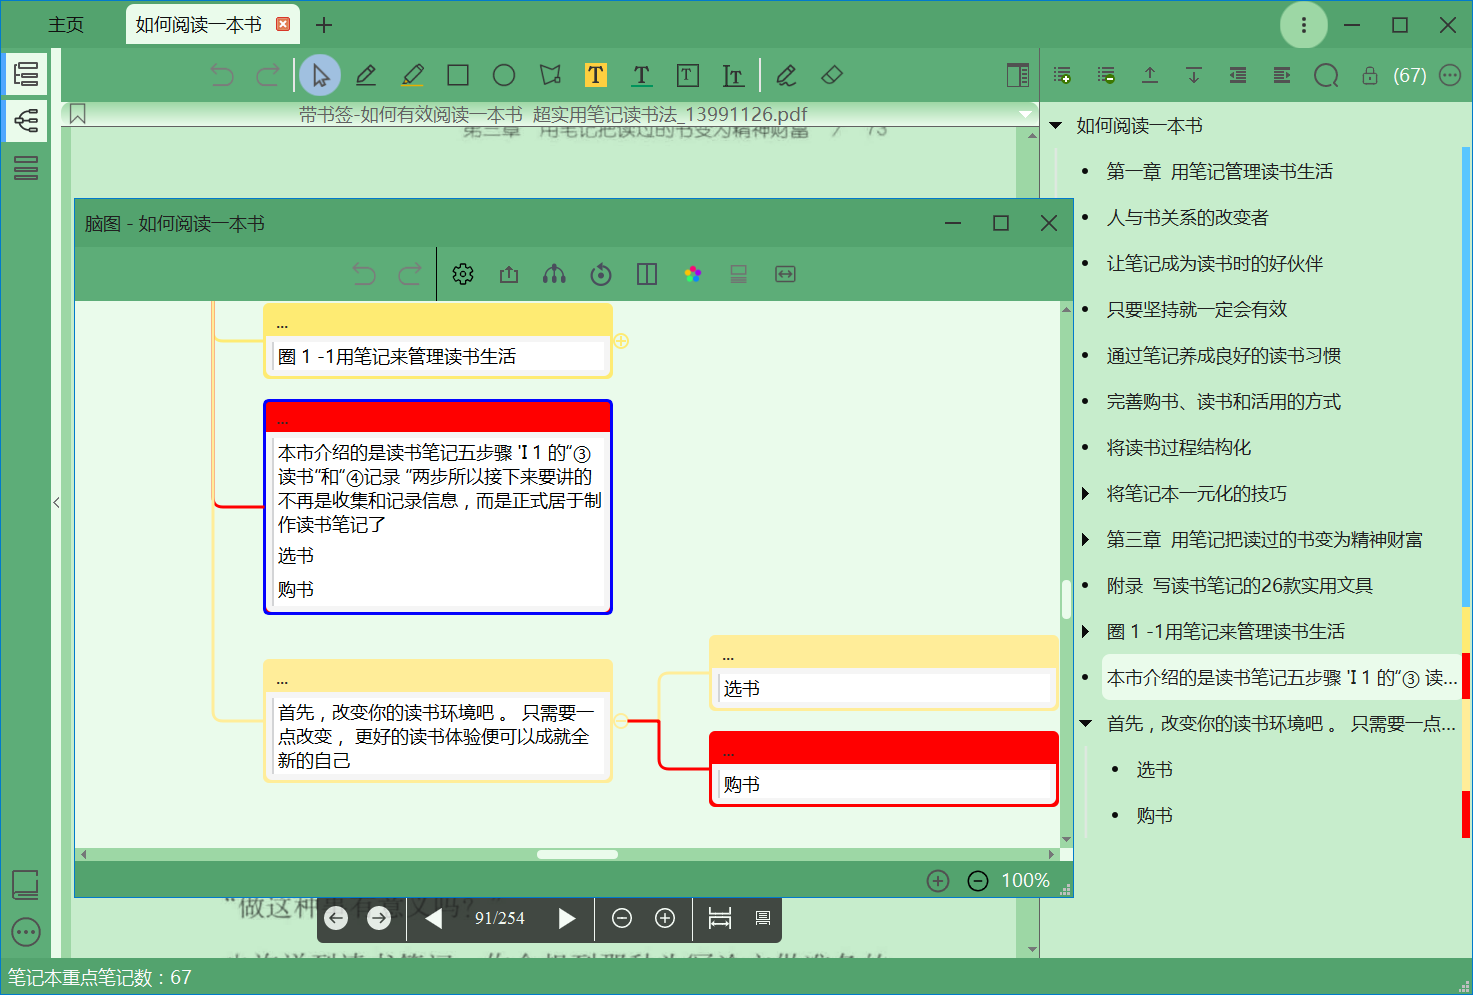 主页
如何阅读一本书
(67)
带书签-如何有效阅读一本书 超实用笔记读书法_13991126.pdf
第三章 用笔记把读过的书变为精神财富 / 73
脑图 - 如何阅读一本书
...
圈 1 -1用笔记来管理读书生活
...
本市介绍的是读书笔记五步骤 'I 1 的“③
读书”和“④记录 ”两步所以接下来要讲的
不再是收集和记录信息，而是正式居于制
作读书笔记了
选书
购书
...
首先，改变你的读书环境吧 。 只需要一
点改变， 更好的读书体验便可以成就全
新的自己
...
选书
...
购书
100%
“做这种
91/254
如何阅读一本书
第一章 用笔记管理读书生活
人与书关系的改变者
让笔记成为读书时的好伙伴
只要坚持就一定会有效
通过笔记养成良好的读书习惯
完善购书、读书和活用的方式
将读书过程结构化
将笔记本一元化的技巧
第三章 用笔记把读过的书变为精神财富
附录 写读书笔记的26款实用文具
圈 1 -1用笔记来管理读书生活
本市介绍的是读书笔记五步骤 'I 1 的“③ 读...
首先，改变你的读书环境吧 。 只需要一点...
选书
购书
笔记本重点笔记数：67